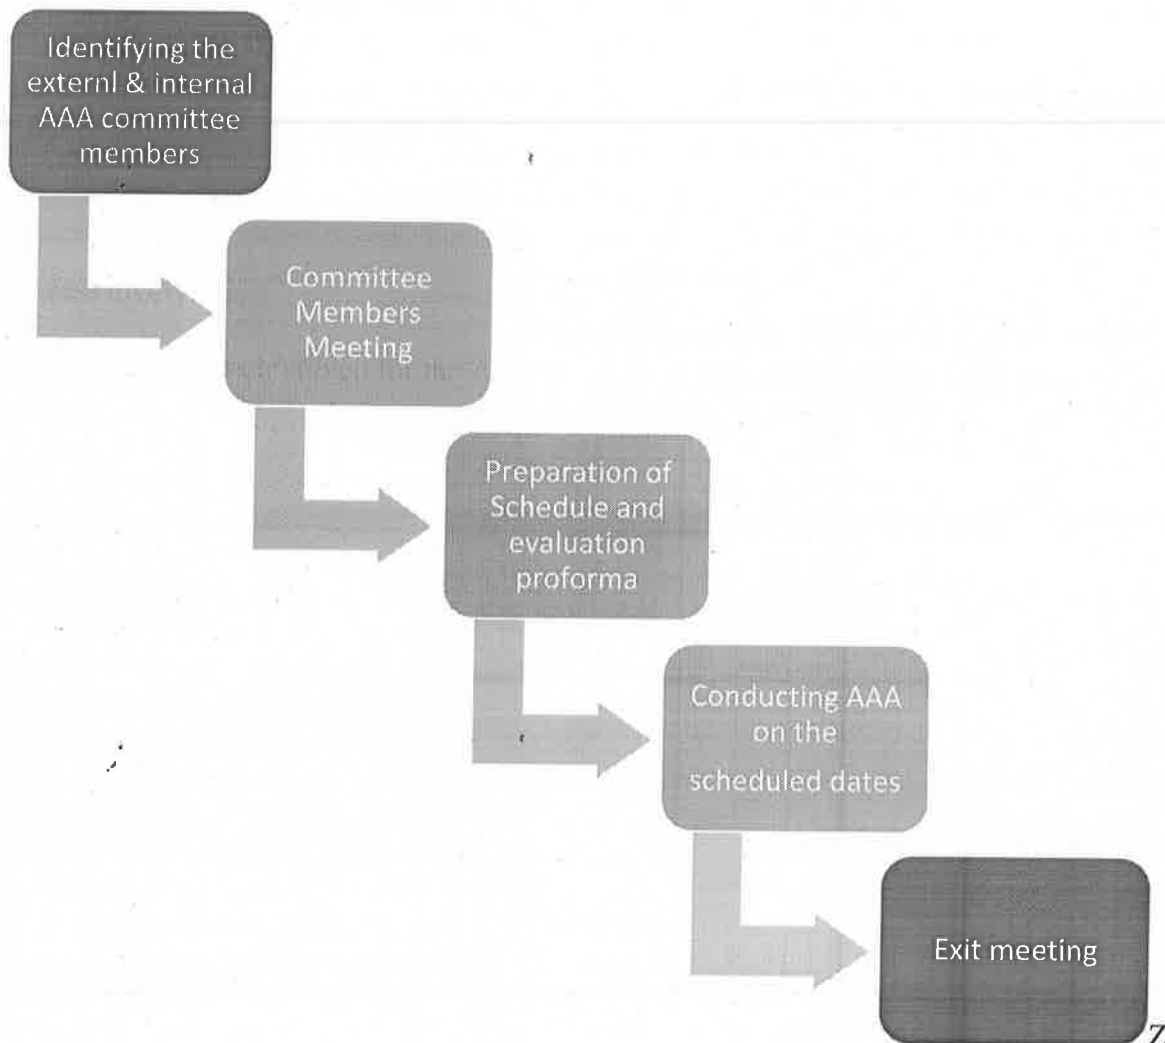 Identifying the
externl & internal
AAA committee
members
Committee
Members
Meeting
Preparation of
Schedule and
evaluation
proforma
Conducting AAA
on the
scheduled dates
Exit meeting